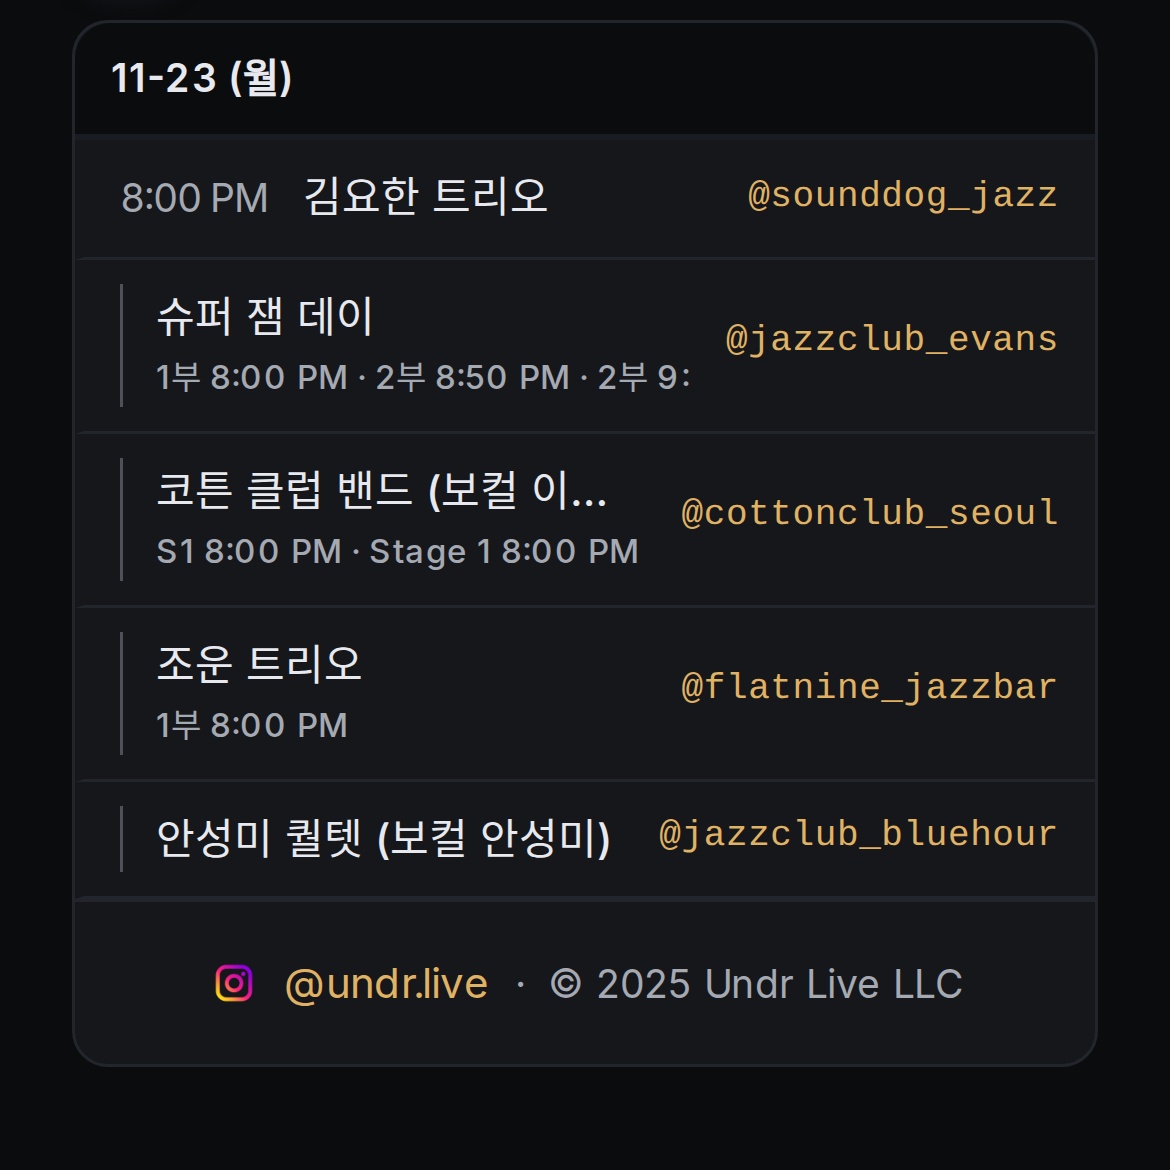 11-23 (월)
8:00 PM 김요한 트리오 @sounddog_jazz
슈퍼 잼 데이 @jazzclub_evans
1부 8:00 PM · 2부 8:50 PM · 2부 9:
코튼 클럽 밴드 (보컬 이... @cottonclub_seoul
S1 8:00 PM · Stage 1 8:00 PM
조운 트리오 @flatnine_jazzbar
1부 8:00 PM
안성미 퀄텟 (보컬 안성미) @jazzclub_bluehour
@undr.live · © 2025 Undr Live LLC